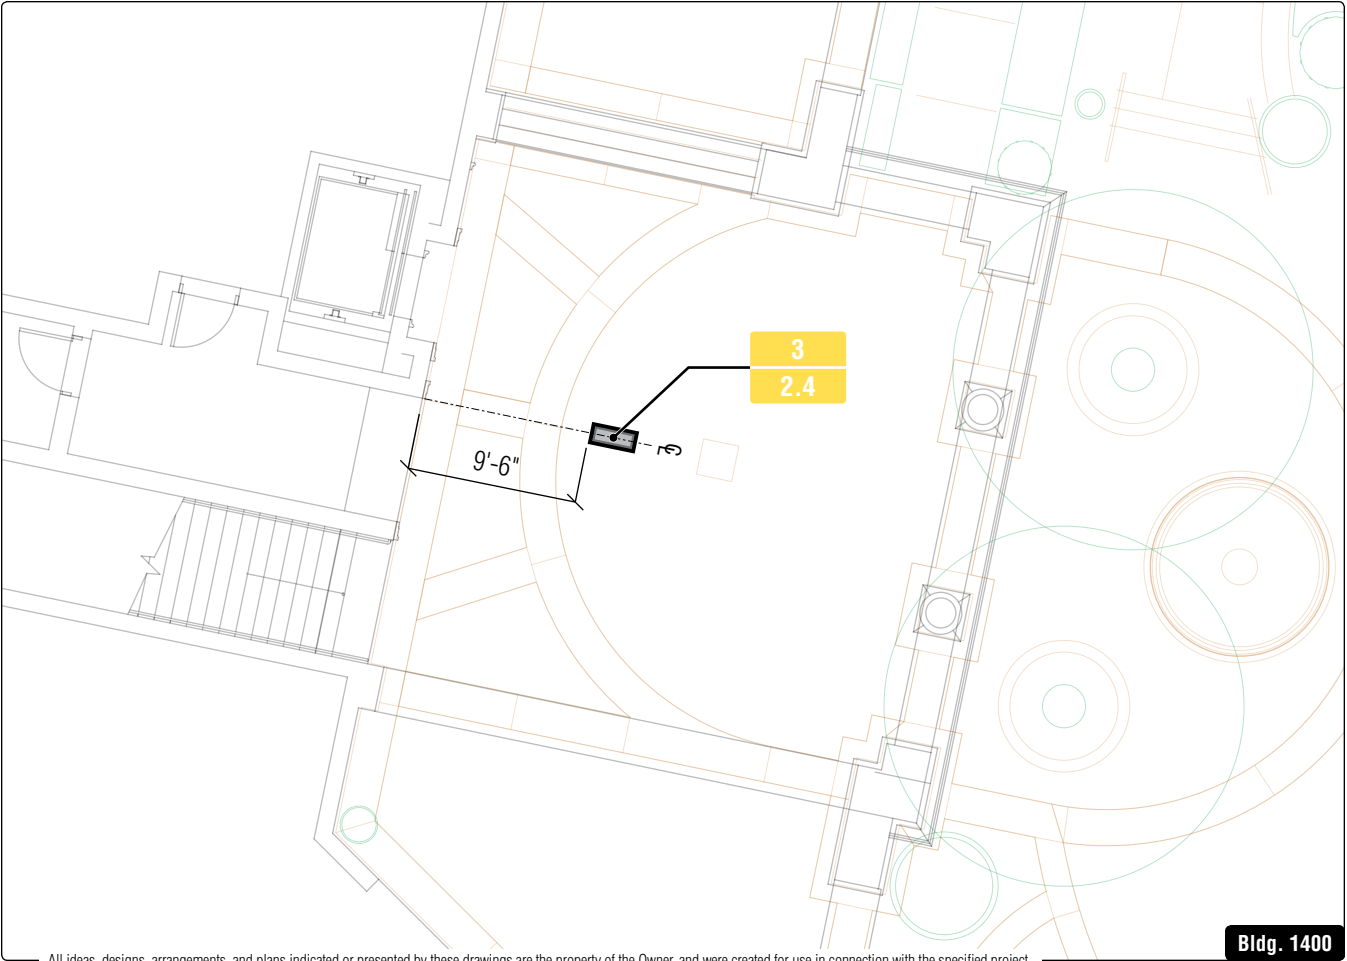 3
2.4
9'-6"
℄
Bldg. 1400
All ideas, designs, arrangements, and plans indicated or presented by these drawings are the property of the Owner, and were created for use in connection with the specified project.